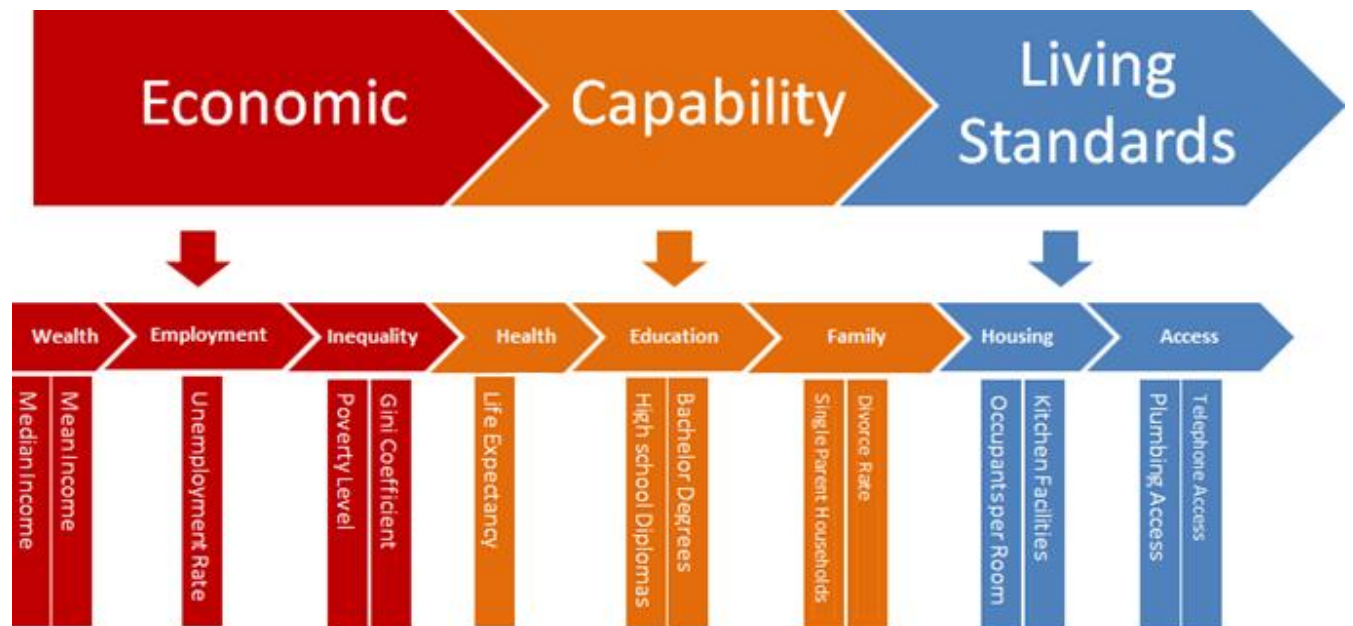 Economic
Capability
Living
Standards
Wealth
Employment
Inequality
Health
Education
Family
Housing
Access
Median Income
Mean Income
Unemployment Rate
Poverty Level
Gini Coefficient
Life Expectancy
High school Diplomas
Bachelor Degrees
Single Parent Households
Divorce Rate
Occupantsper Room
Kitchen Facilities
Plumbing Access
Telephone Access